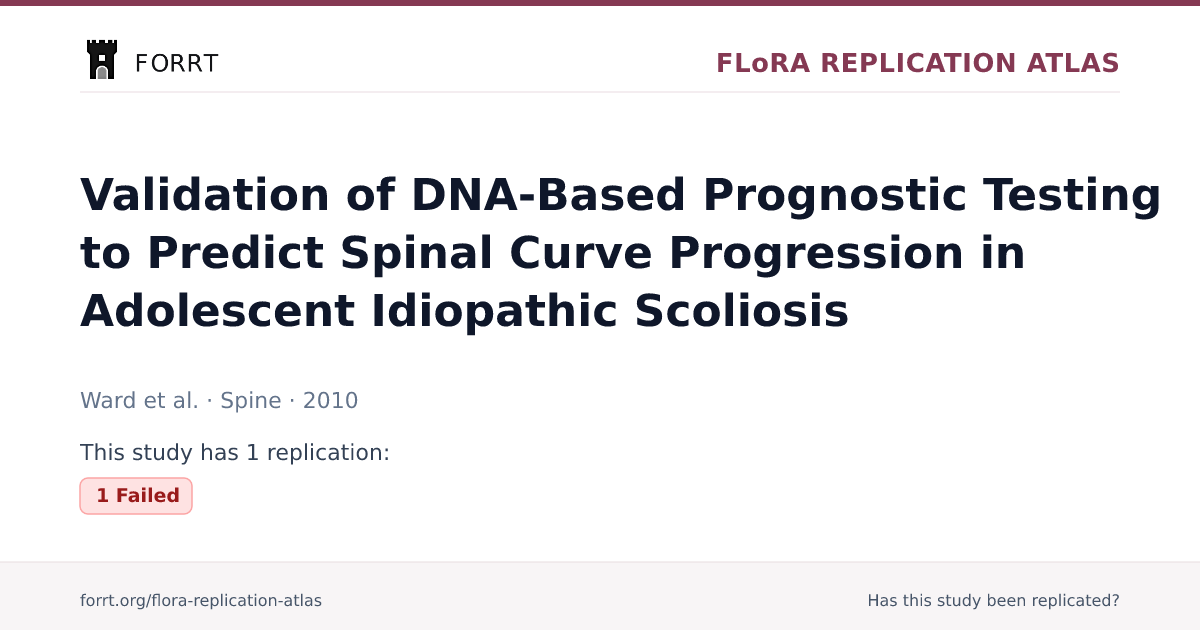 FORRT
FLoRA REPLICATION ATLAS
Validation of DNA-Based Prognostic Testing
to Predict Spinal Curve Progression in
Adolescent Idiopathic Scoliosis
Ward et al. · Spine · 2010
This study has 1 replication:
1 Failed
forrt.org/flora-replication-atlas
Has this study been replicated?